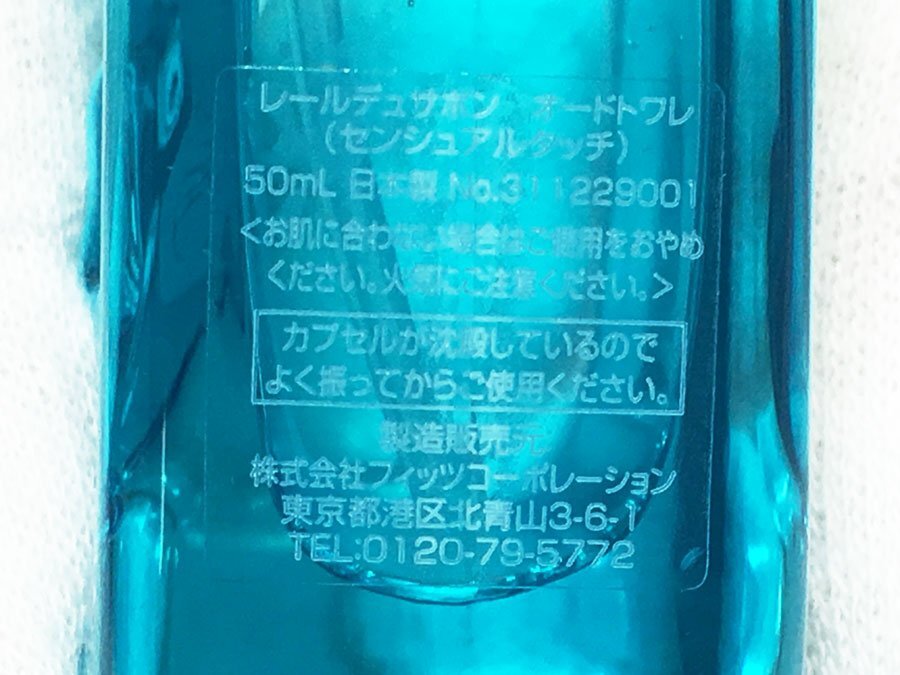 レールデュサボン オードトワレ
(センシュアルタッチ)
50mL 日本製 No.311229001
<お肌に合わない場合はご使用をおやめ
ください。火気にご注意ください。>
カプセルが沈殿しているので
よく振ってからご使用ください。
製造販売元
株式会社フィッツコーポレーション
東京都港区北青山3-6-1
TEL:0120-79-5772